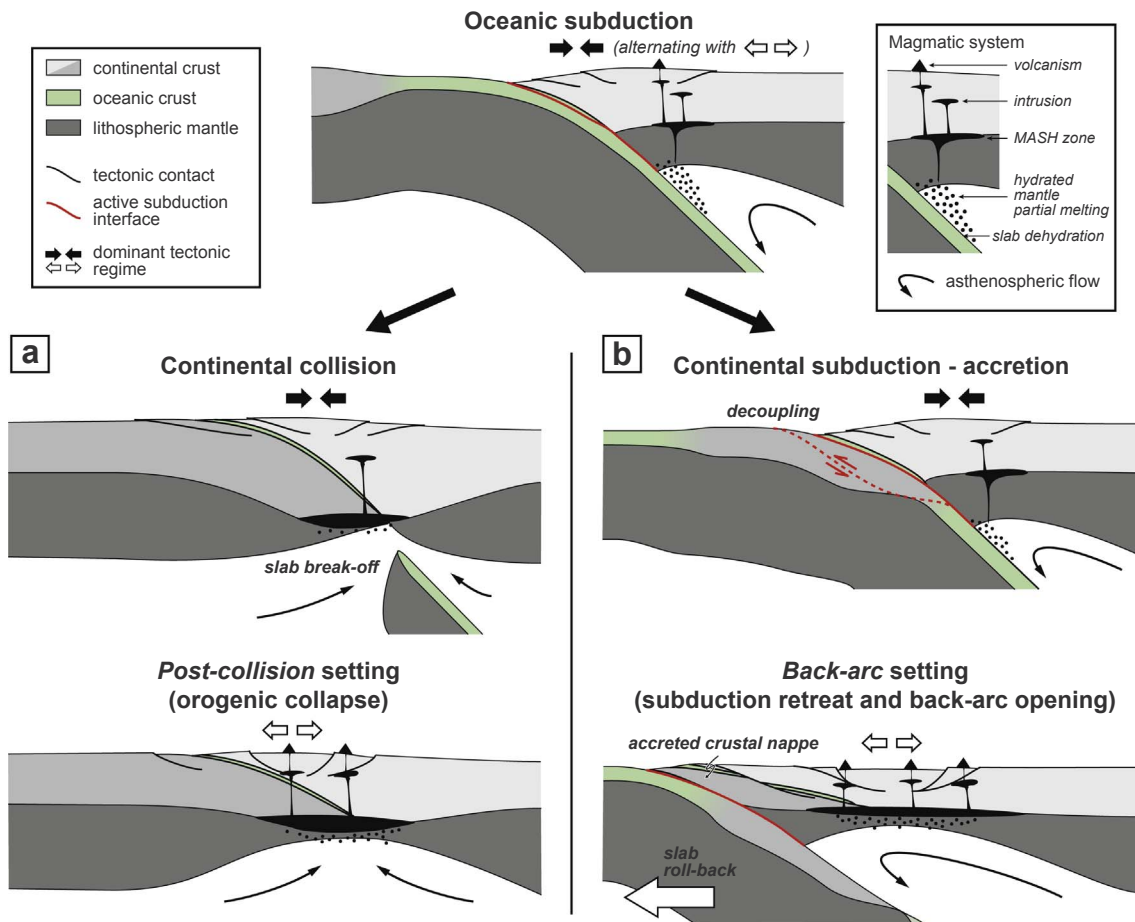 Oceanic subduction
(alternating with )
continental crust
oceanic crust
lithospheric mantle
tectonic contact
active subduction
interface
dominant tectonic
regime
Magmatic system
volcanism
intrusion
MASH zone
hydrated
mantle
partial melting
slab dehydration
asthenospheric flow
a
Continental collision
slab break-off
Post-collision setting
(orogenic collapse)
b
Continental subduction - accretion
decoupling
Back-arc setting
(subduction retreat and back-arc opening)
accreted crustal nappe
slab
roll-back